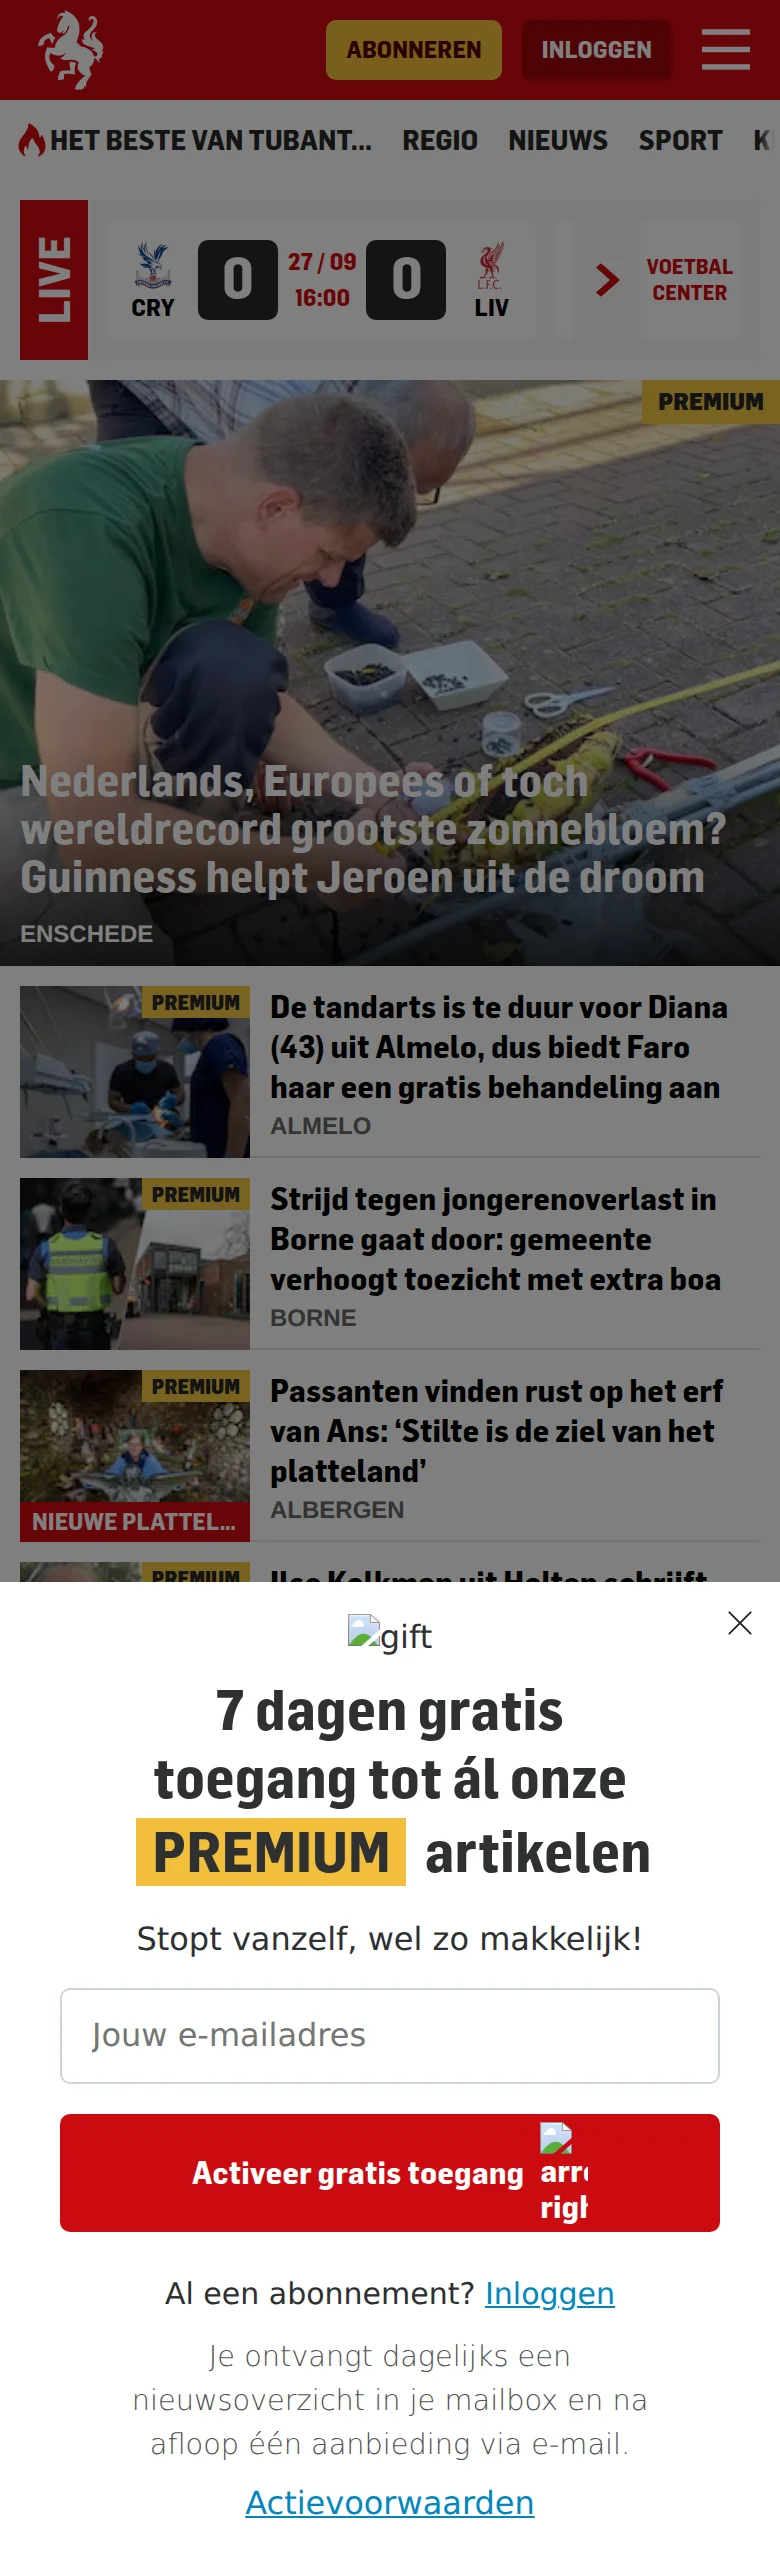 ABONNEREN
INLOGGEN
HET BESTE VAN TUBANT...
REGIO
NIEUWS
SPORT
LIVE
CRY
0
27 / 09
16:00
0
L.F.C.
LIV
VOETBAL
CENTER
PREMIUM
Nederlands, Europees of toch
wereldrecord grootste zonnebloem?
Guinness helpt Jeroen uit de droom
ENSCHEDE
PREMIUM
De tandarts is te duur voor Diana
(43) uit Almelo, dus biedt Faro
haar een gratis behandeling aan
ALMELO
PREMIUM
Strijd tegen jongerenoverlast in
Borne gaat door: gemeente
verhoogt toezicht met extra boa
BORNE
PREMIUM
NIEUWE PLATTEL...
Passanten vinden rust op het erf
van Ans: ‘Stilte is de ziel van het
platteland’
ALBERGEN
PREMIUM
gift
7 dagen gratis
toegang tot ál onze
PREMIUM artikelen
Stopt vanzelf, wel zo makkelijk!
Jouw e-mailadres
Activeer gratis toegang
Al een abonnement? Inloggen
Je ontvangt dagelijks een
nieuwsoverzicht in je mailbox en na
afloop één aanbieding via e-mail.
Actievoorwaarden